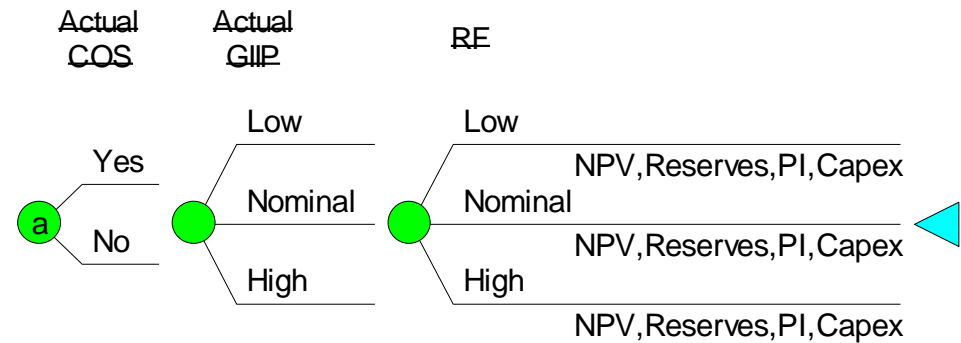 Actual
COS
Actual
GIIP
RF
Low
Low
Yes
NPV,Reserves,PI,Capex
Nominal
Nominal
a
No
NPV,Reserves,PI,Capex
High
High
NPV,Reserves,PI,Capex